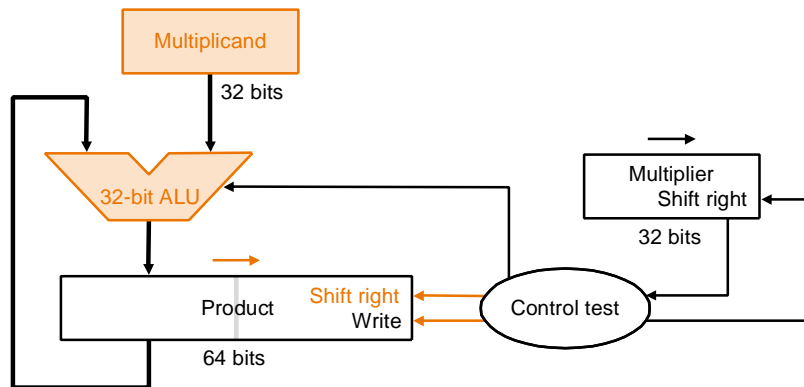 Multiplicand
32 bits
32-bit ALU
Multiplier
Shift right
32 bits
Product
Shift right
Write
64 bits
Control test